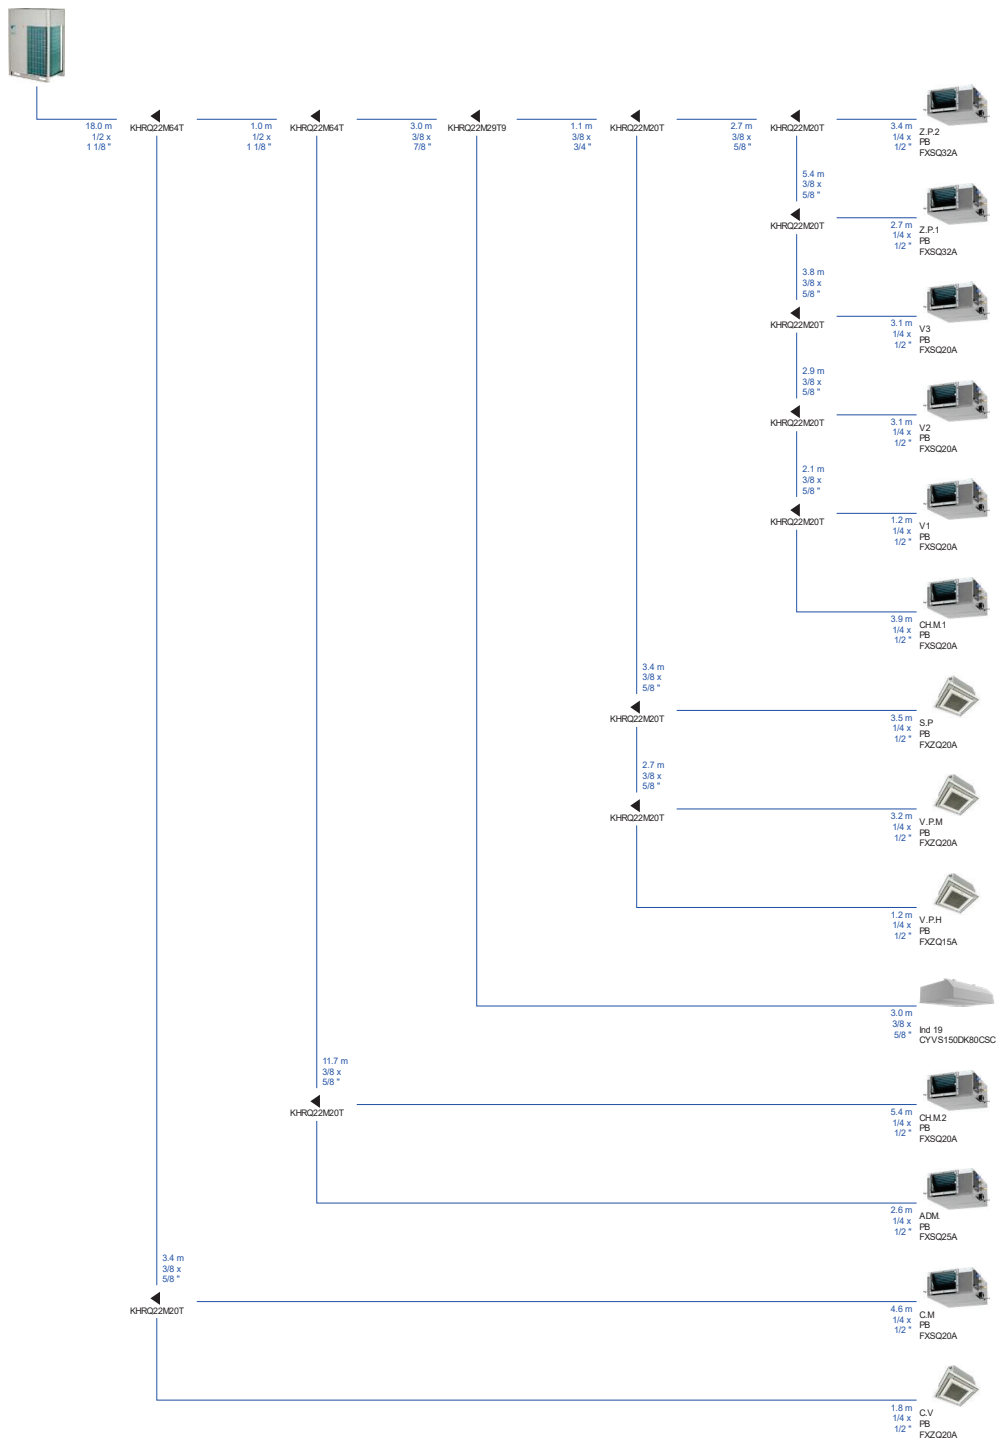 18.0 m
1/2 x
1 1/8 "
KHRQ22M64T
1.0 m
1/2 x
1 1/8 "
KHRQ22M64T
3.0 m
3/8 x
7/8 "
KHRQ22M29T9
1.1 m
3/8 x
3/4 "
KHRQ22M20T
2.7 m
3/8 x
5/8 "
KHRQ22M20T
3.4 m
1/4 x
1/2 "
Z.P.2
PB
FXSQ32A
5.4 m
3/8 x
5/8 "
KHRQ22M20T
2.7 m
1/4 x
1/2 "
Z.P.1
PB
FXSQ32A
3.8 m
3/8 x
5/8 "
KHRQ22M20T
3.1 m
1/4 x
1/2 "
V3
PB
FXSQ20A
2.9 m
3/8 x
5/8 "
KHRQ22M20T
3.1 m
1/4 x
1/2 "
V2
PB
FXSQ20A
2.1 m
3/8 x
5/8 "
KHRQ22M20T
1.2 m
1/4 x
1/2 "
V1
PB
FXSQ20A
3.9 m
1/4 x
1/2 "
CH.M.1
PB
FXSQ20A
3.4 m
3/8 x
5/8 "
KHRQ22M20T
3.5 m
1/4 x
1/2 "
S.P
PB
FXZQ20A
2.7 m
3/8 x
5/8 "
KHRQ22M20T
3.2 m
1/4 x
1/2 "
V.P.M
PB
FXZQ20A
1.2 m
1/4 x
1/2 "
V.P.H
PB
FXZQ15A
3.0 m
3/8 x
5/8 "
Ind 19
CYVS150DK80CSC
11.7 m
3/8 x
5/8 "
KHRQ22M20T
5.4 m
1/4 x
1/2 "
CH.M.2
PB
FXSQ20A
2.6 m
1/4 x
1/2 "
ADM.
PB
FXSQ25A
3.4 m
3/8 x
5/8 "
KHRQ22M20T
4.6 m
1/4 x
1/2 "
C.M
PB
FXSQ20A
1.8 m
1/4 x
1/2 "
C.V
PB
FXZQ20A